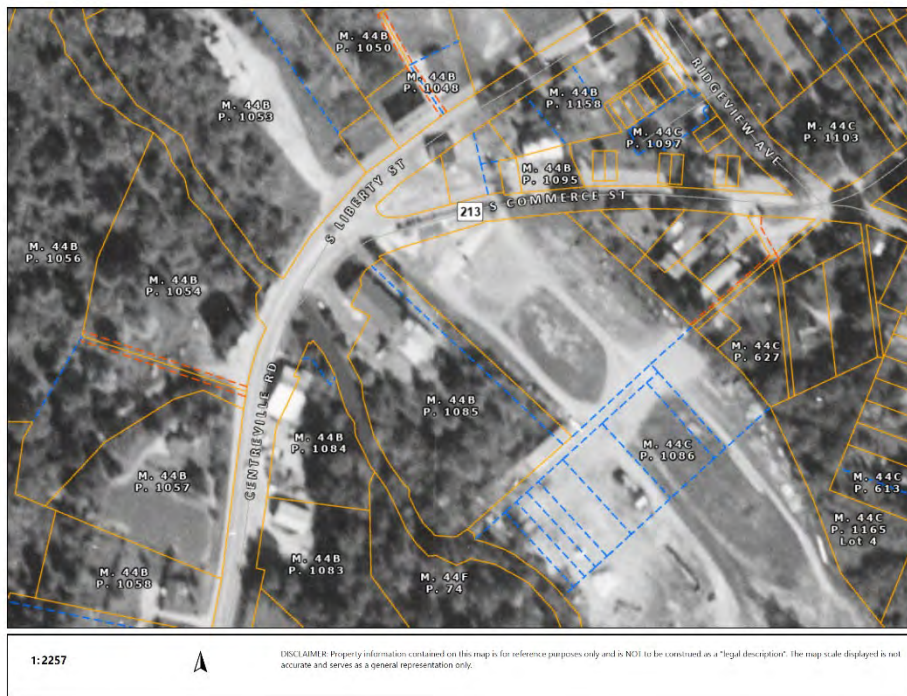 M. 44B
P. 1050
M. 44B
P. 1048
M. 44B
P. 1053
M. 44B
P. 1158
RIDGEVIEW AVE
M. 44C
P. 1097
M. 44C
P. 1103
M. 44B
P. 1095
213
S COMMERCE ST
S LIBERTY ST
M. 44B
P. 1056
M. 44B
P. 1054
M. 44C
P. 627
CENTREVILLE RD
M. 44B
P. 1085
M. 44B
P. 1084
M. 44C
P. 1086
M. 44B
P. 1057
M. 44C
P. 613
M. 44C
P. 1165
Lot 4
M. 44B
P. 1058
M. 44B
P. 1083
M. 44F
P. 74
1:2257
DISCLAIMER: Property information contained on this map is for reference purposes only and is NOT to be construed as a "legal description". The map scale displayed is not
accurate and serves as a general representation only.